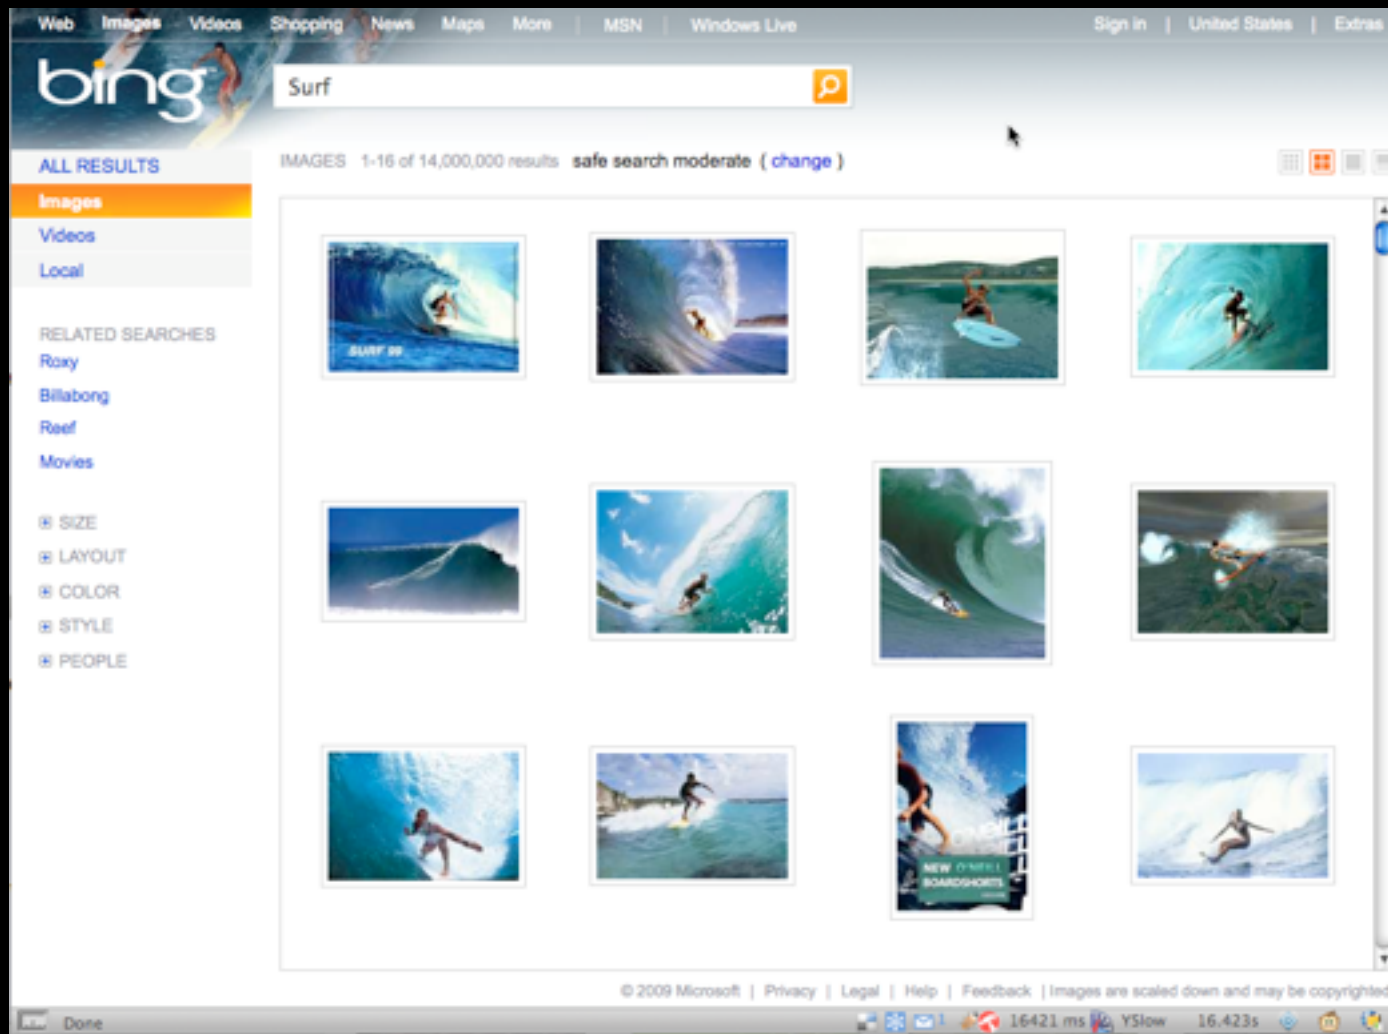 Web Images Videos Shopping News Maps More | MSN | Windows Live Sign in | United States | Extras
bing
Surf
ALL RESULTS
Images
Videos
Local
RELATED SEARCHES
Roxy
Billabong
Reef
Movies
SIZE
LAYOUT
COLOR
STYLE
PEOPLE
IMAGES 1-16 of 14,000,000 results safe search moderate ( change )
SURF 99
O'NEILL
NEW O'NEILL
BOARDSHORTS
© 2009 Microsoft | Privacy | Legal | Help | Feedback | Images are scaled down and may be copyrighted
Done 1 16421 ms YSlow 16.423s